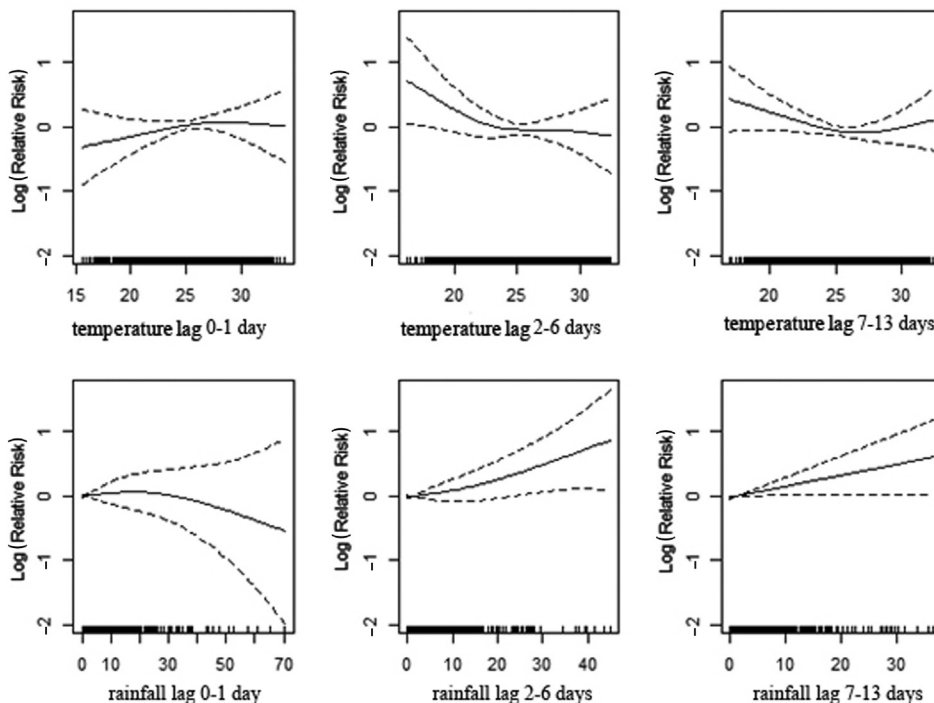 Log (Relative Risk)
1
0
−1
−2
15 20 25 30
temperature lag 0-1 day
Log (Relative Risk)
1
0
−1
−2
20 25 30
temperature lag 2-6 days
Log (Relative Risk)
1
0
−1
−2
20 25 30
temperature lag 7-13 days
Log (Relative Risk)
1
0
−1
−2
0 10 20 30 40 50 70
rainfall lag 0-1 day
Log (Relative Risk)
1
0
−1
−2
0 10 20 30 40
rainfall lag 2-6 days
Log (Relative Risk)
1
0
−1
−2
0 10 20 30
rainfall lag 7-13 days